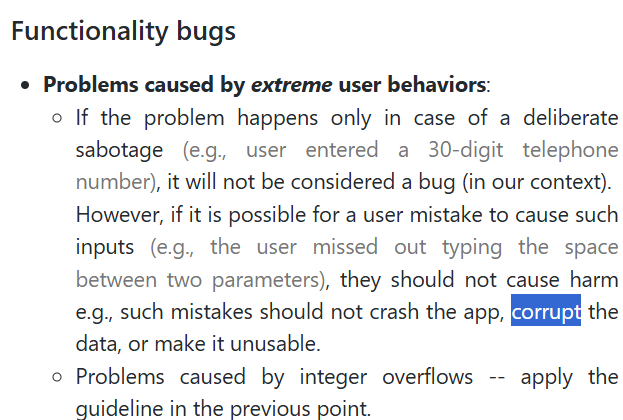 Functionality bugs
Problems caused by extreme user behaviors:
If the problem happens only in case of a deliberate
sabotage (e.g., user entered a 30-digit telephone
number), it will not be considered a bug (in our context).
However, if it is possible for a user mistake to cause such
inputs (e.g., the user missed out typing the space
between two parameters), they should not cause harm
e.g., such mistakes should not crash the app, corrupt the
data, or make it unusable.
Problems caused by integer overflows -- apply the
guideline in the previous point.